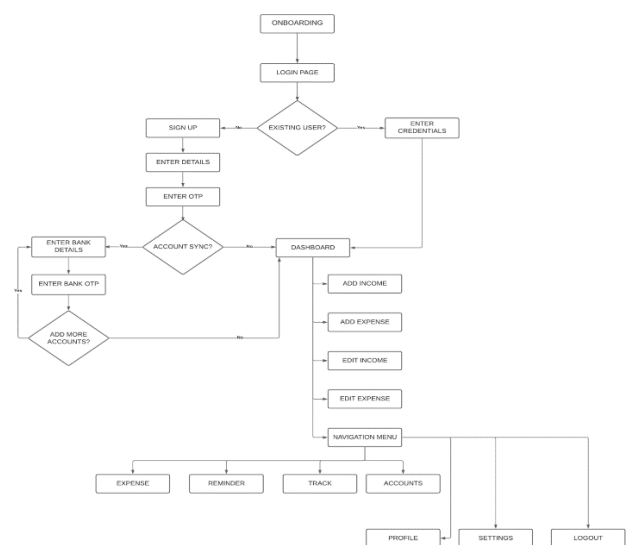 ONBOARDING
LOGIN PAGE
EXISTING USER?
No
Yes
SIGN UP
ENTER
CREDENTIALS
ENTER DETAILS
ENTER OTP
ACCOUNT SYNC?
Yes
No
ENTER BANK
DETAILS
DASHBOARD
ENTER BANK OTP
Yes
ADD MORE
ACCOUNTS?
No
ADD INCOME
ADD EXPENSE
EDIT INCOME
EDIT EXPENSE
NAVIGATION MENU
EXPENSE
REMINDER
TRACK
ACCOUNTS
PROFILE
SETTINGS
LOGOUT